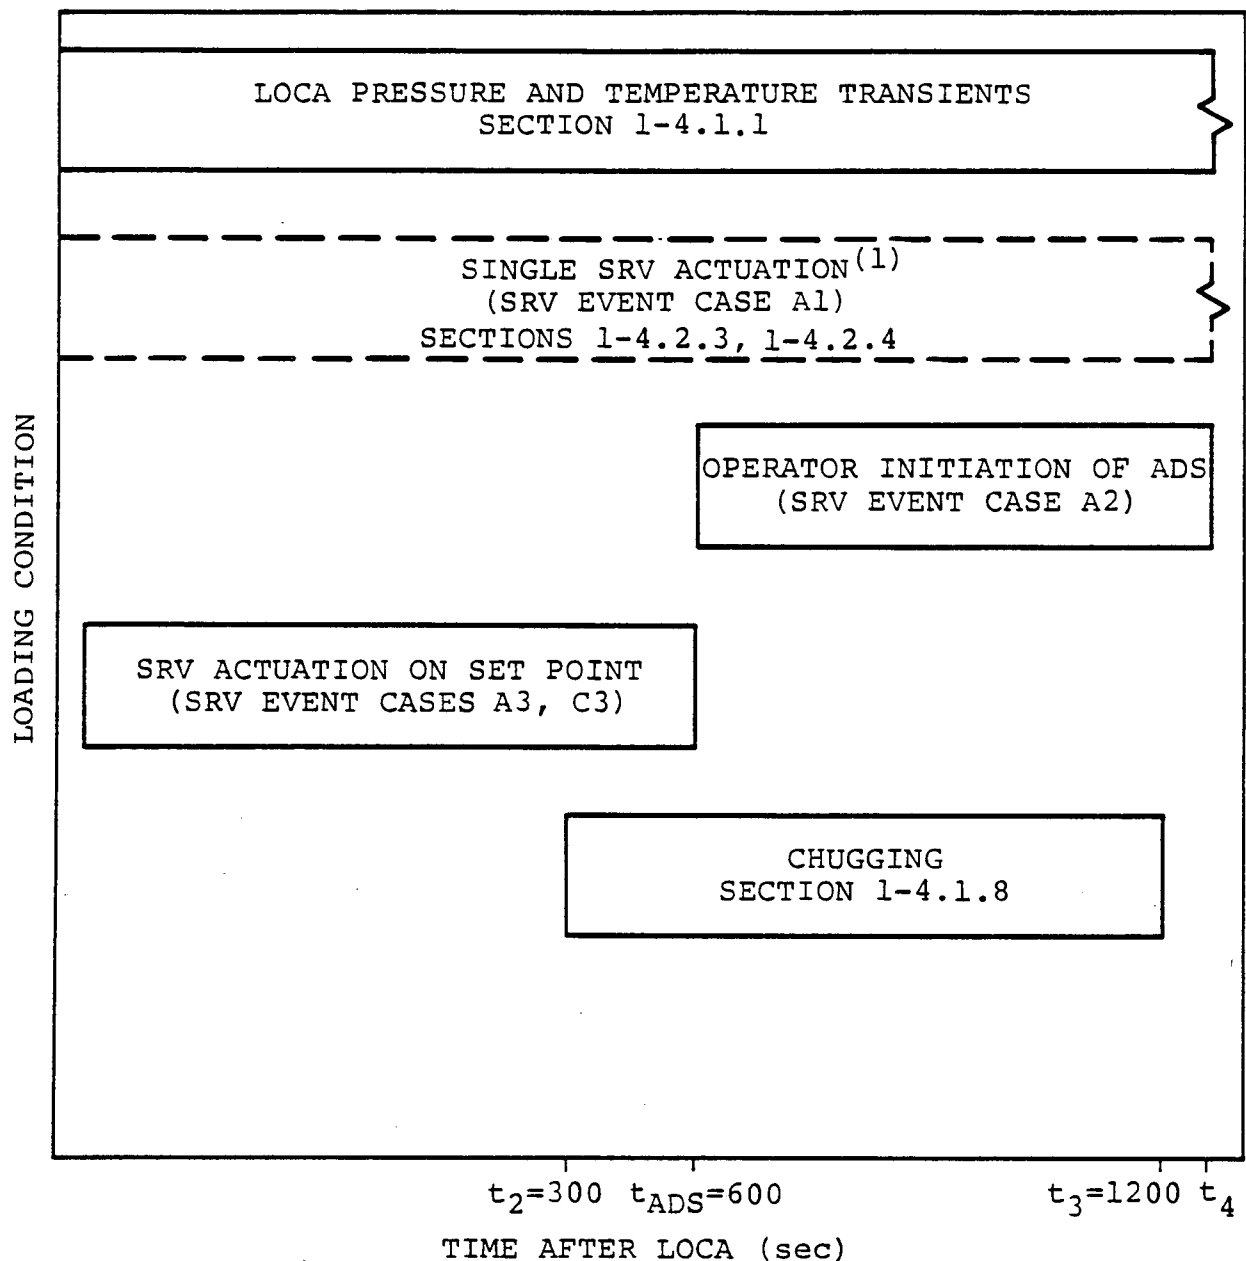 LOCA PRESSURE AND TEMPERATURE TRANSIENTS
SECTION 1-4.1.1
SINGLE SRV ACTUATION(1)
(SRV EVENT CASE A1)
SECTIONS 1-4.2.3, 1-4.2.4
OPERATOR INITIATION OF ADS
(SRV EVENT CASE A2)
SRV ACTUATION ON SET POINT
(SRV EVENT CASES A3, C3)
CHUGGING
SECTION 1-4.1.8
LOADING CONDITION
t2=300 tADS=600 t3=1200 t4
TIME AFTER LOCA (sec)